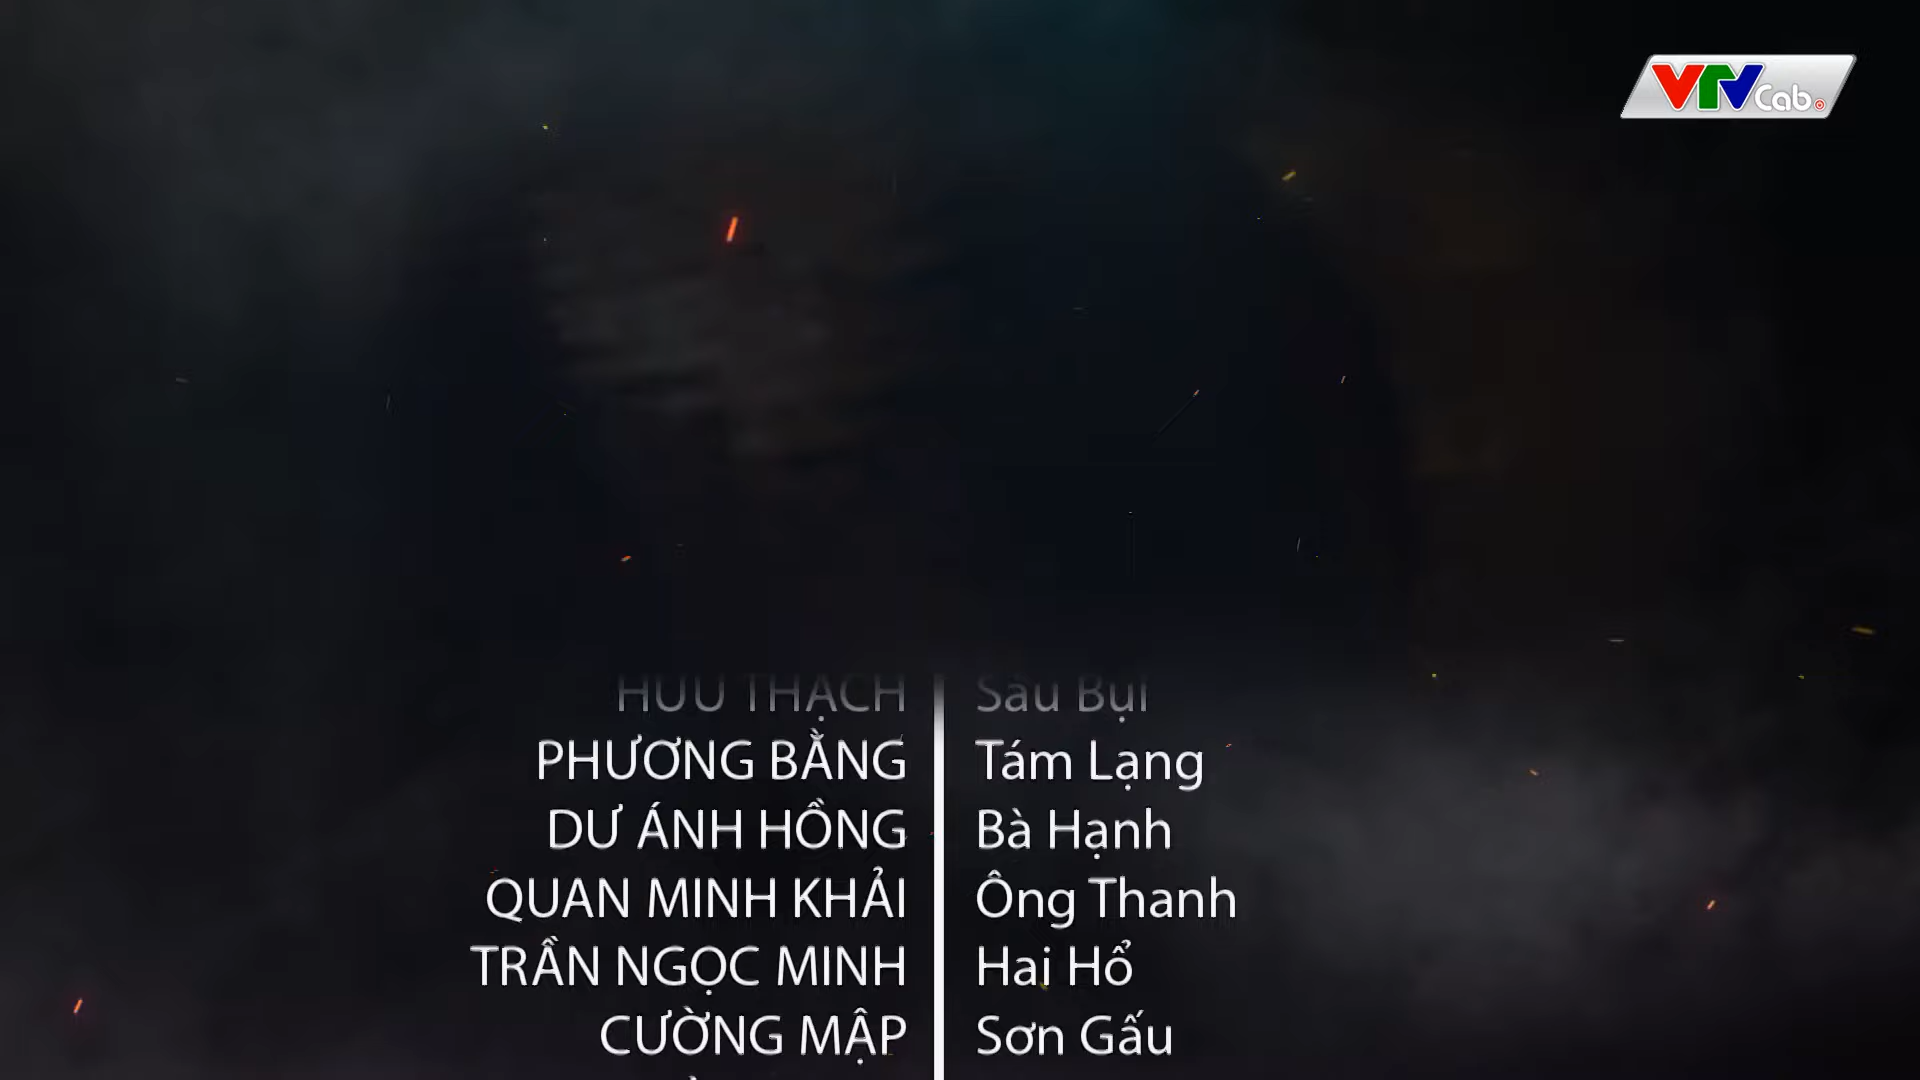 VTVCab
HỮU THẠCH Sáu Bụi
PHƯƠNG BẰNG Tám Lạng
DƯ ÁNH HỒNG Bà Hạnh
QUAN MINH KHẢI Ông Thanh
TRẦN NGỌC MINH Hai Hổ
CƯỜNG MẬP Sơn Gấu